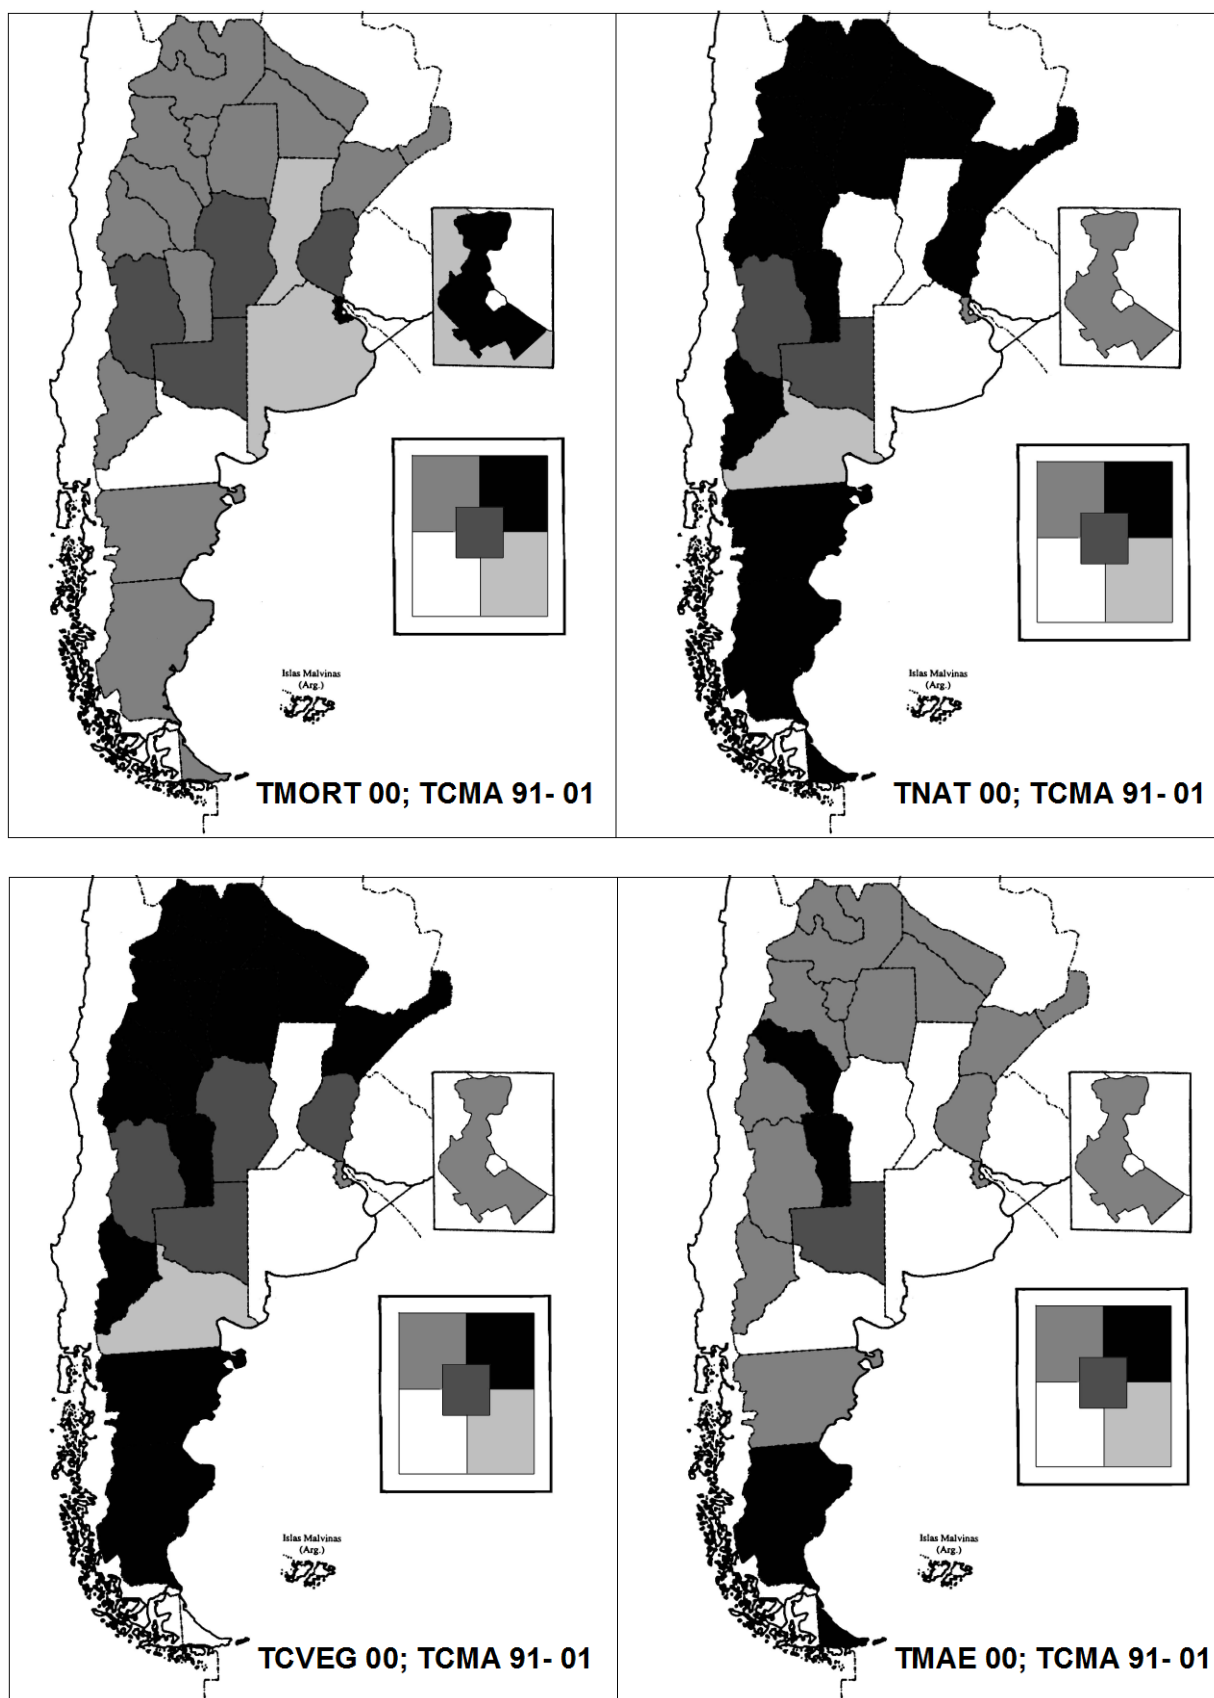 Islas Malvinas
(Arg.)
TMORT 00; TCMA 91- 01
Islas Malvinas
(Arg.)
TNAT 00; TCMA 91- 01
Islas Malvinas
(Arg.)
TCVEG 00; TCMA 91- 01
Islas Malvinas
(Arg.)
TMAE 00; TCMA 91- 01